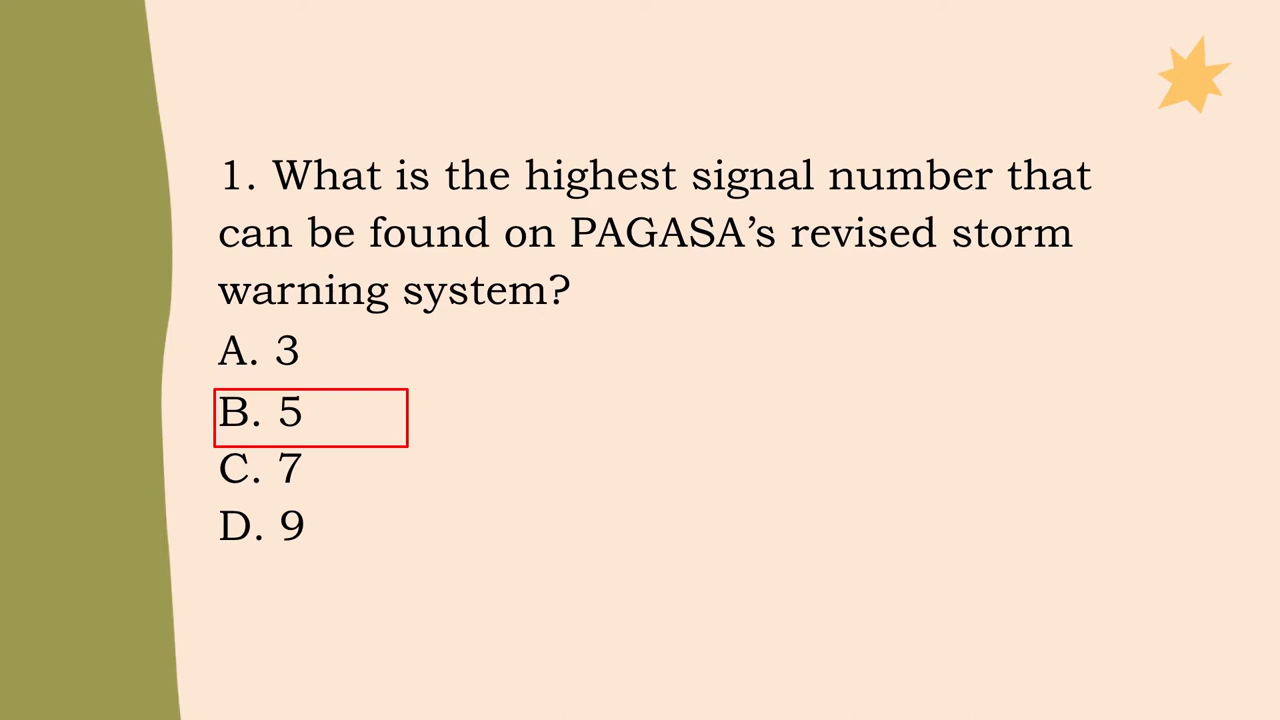 1. What is the highest signal number that
can be found on PAGASA’s revised storm
warning system?
A. 3
B. 5
C. 7
D. 9